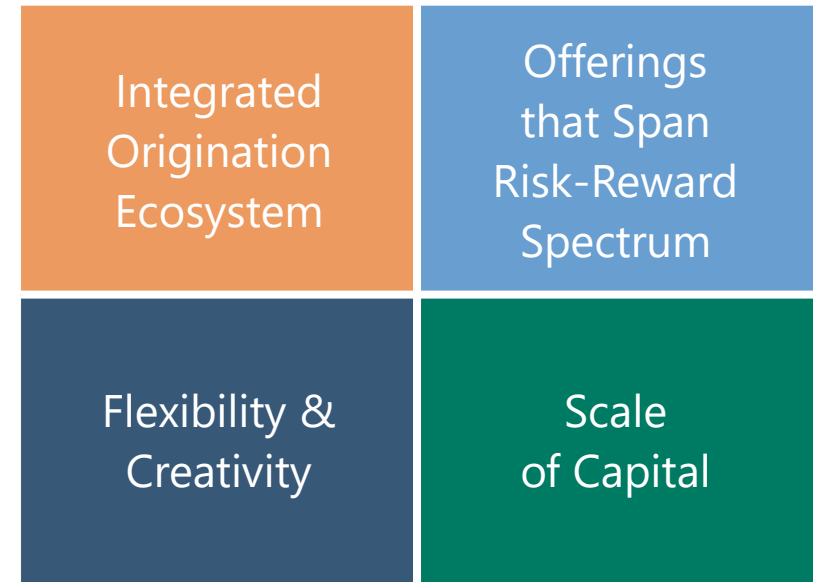 Integrated
Origination
Ecosystem
Offerings
that Span
Risk-Reward
Spectrum
Flexibility &
Creativity
Scale
of Capital